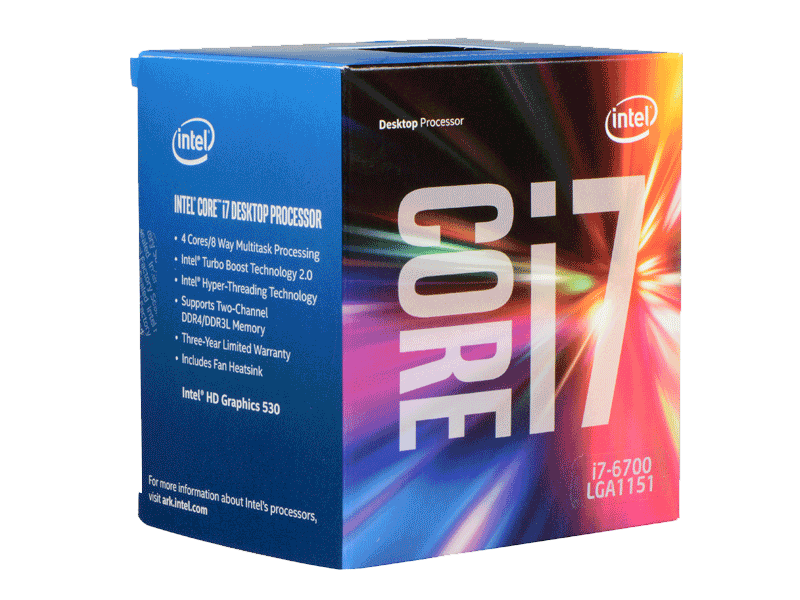 intel
INTEL® CORE™ i7 DESKTOP PROCESSOR
• 4 Cores/8 Way Multitask Processing
• Intel® Turbo Boost Technology 2.0
• Intel® Hyper-Threading Technology
• Supports Two-Channel
DDR4/DDR3L Memory
• Three-Year Limited Warranty
• Includes Fan Heatsink
Intel® HD Graphics 530
For more information about Intel's processors,
visit ark.intel.com
Desktop Processor
intel
CORE
i7
i7-6700
LGA1151